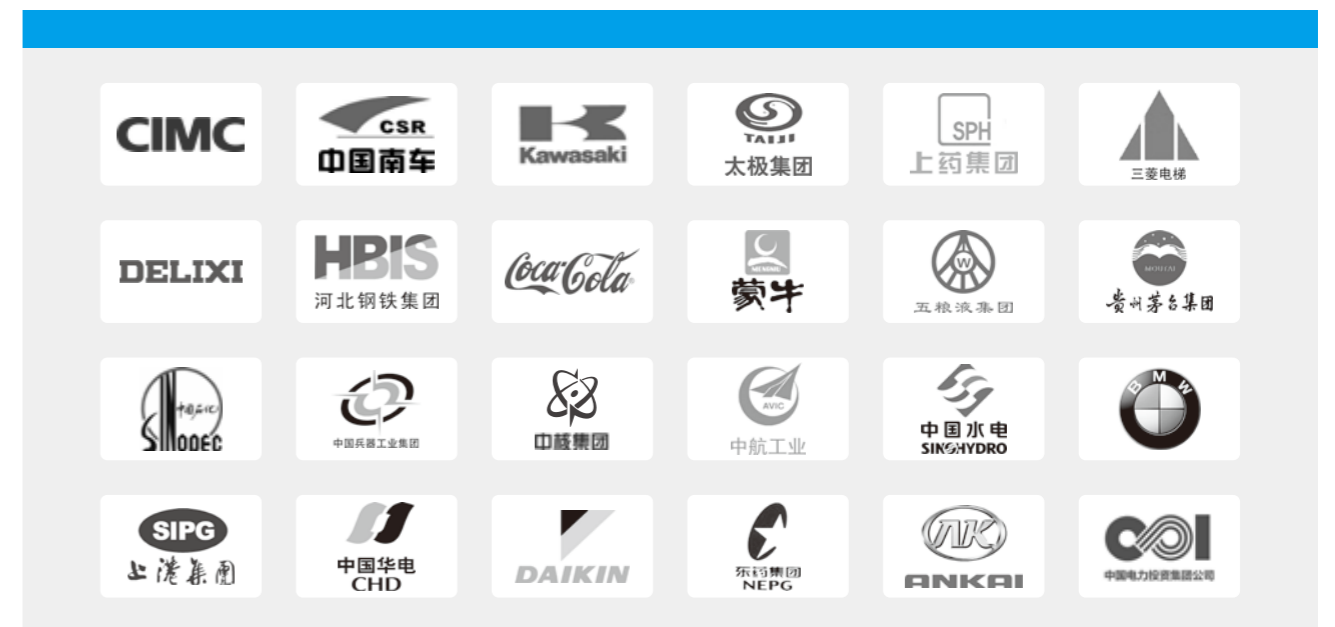 CIMC
CSR
中国南车
Kawasaki
TAIJI
太极集团
SPH
上药集团
三菱电梯
DELIXI
HBIS
河北钢铁集团
Coca-Cola
MENGNIU
蒙牛
W
五粮液集团
MOUTAI
贵州茅台集团
中国石化
SINODEC
中国兵器工业集团
中核集团
AVIC
中航工业
中国水电
SINOHYDRO
BMW
SIPG
上港集团
中国华电
CHD
DAIKIN
东药集团
NEPG
AK
ANKAI
中国电力投资集团公司